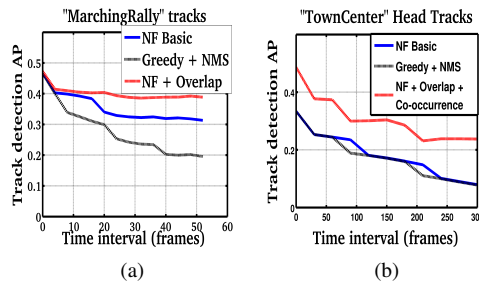 "MarchingRally" tracks
NF Basic
Greedy + NMS
NF + Overlap
Track detection AP
0.5
0.4
0.3
0.2
0.1
0
0 10 20 30 40 50 60
Time interval (frames)
(a)
"TownCenter" Head Tracks
NF Basic
Greedy + NMS
NF + Overlap +
Co-occurrence
Track detection AP
0.4
0.2
0
0 50 100 150 200 250 300
Time interval (frames)
(b)